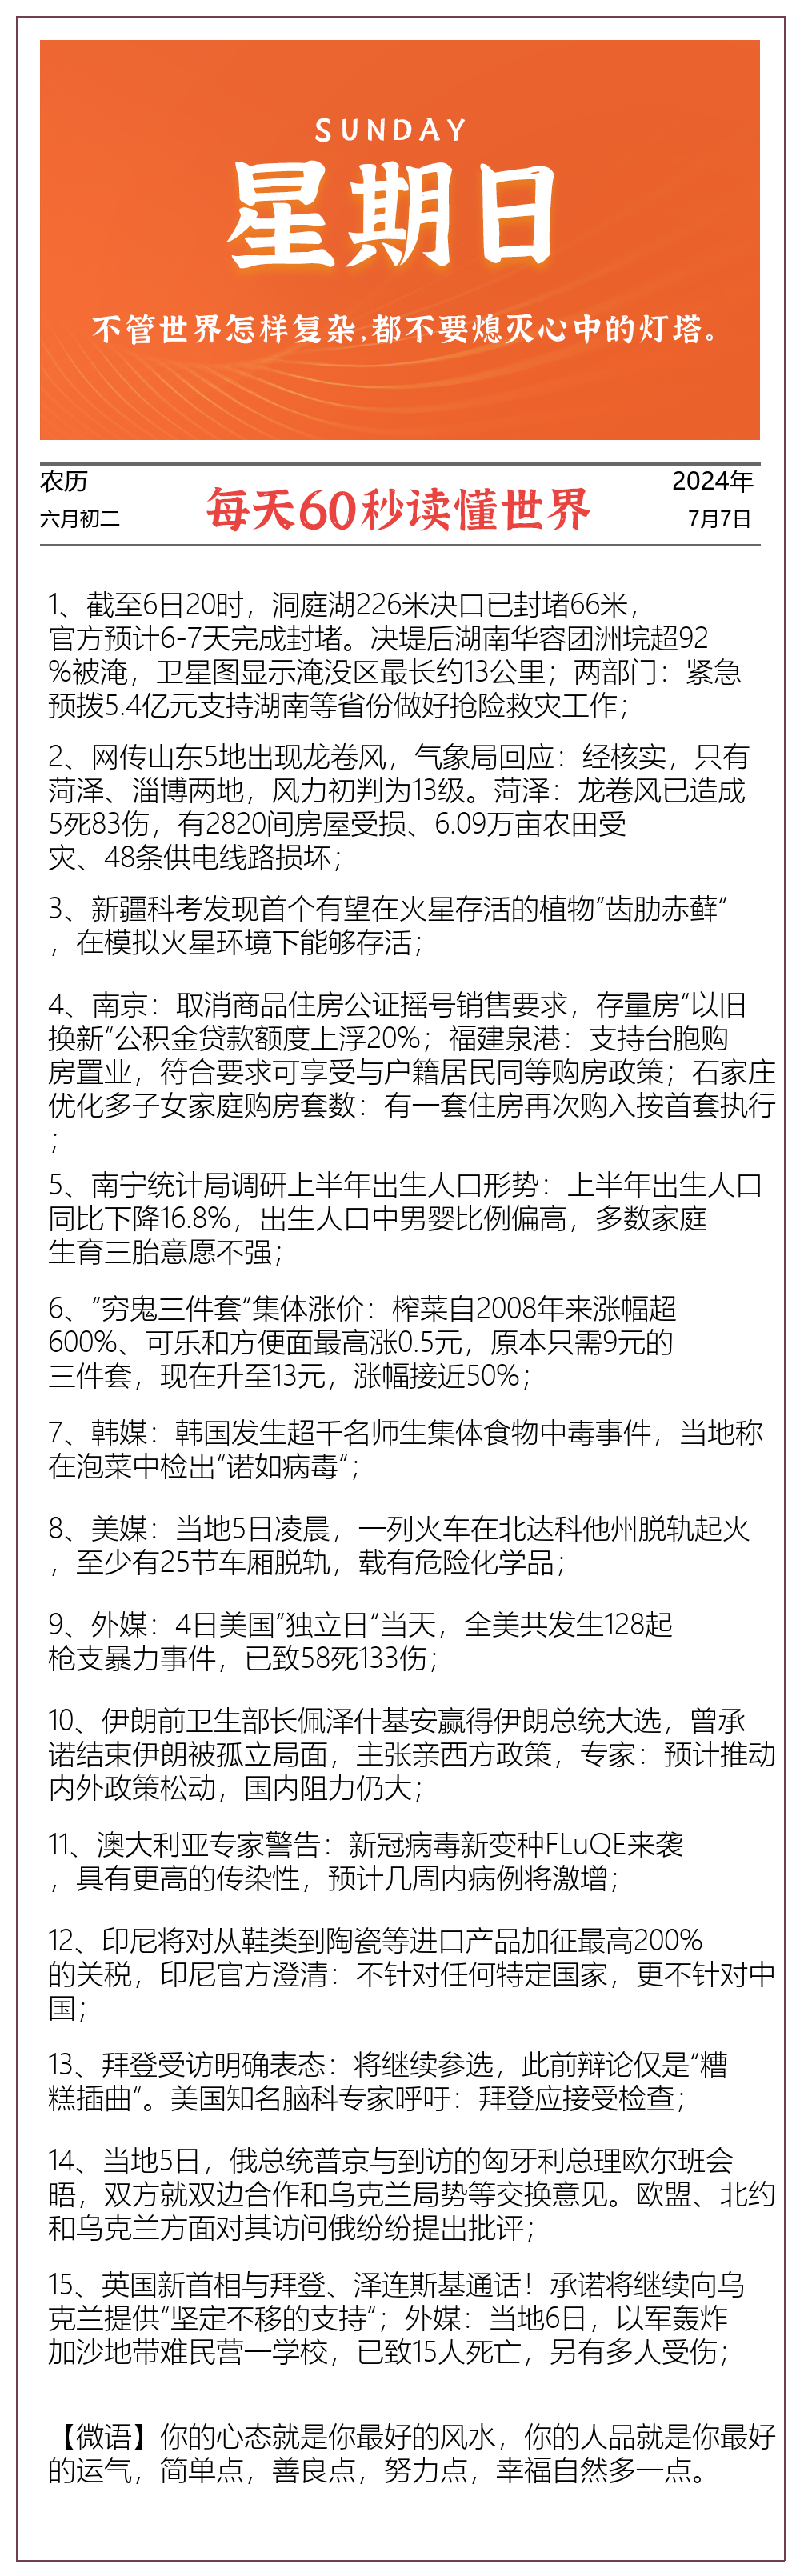 SUNDAY
星期日
不管世界怎样复杂,都不要熄灭心中的灯塔。
农历
2024年
每天60秒读懂世界
六月初二
7月7日
1、截至6日20时，洞庭湖226米决口已封堵66米，
官方预计6-7天完成封堵。决堤后湖南华容团洲垸超92
%被淹，卫星图显示淹没区最长约13公里；两部门：紧急
预拨5.4亿元支持湖南等省份做好抢险救灾工作；
2、网传山东5地出现龙卷风，气象局回应：经核实，只有
菏泽、淄博两地，风力初判为13级。菏泽：龙卷风已造成
5死83伤，有2820间房屋受损、6.09万亩农田受
灾、48条供电线路损坏；
3、新疆科考发现首个有望在火星存活的植物“齿肋赤藓“
，在模拟火星环境下能够存活；
4、南京：取消商品住房公证摇号销售要求，存量房“以旧
换新“公积金贷款额度上浮20%；福建泉港：支持台胞购
房置业，符合要求可享受与户籍居民同等购房政策；石家庄
优化多子女家庭购房套数：有一套住房再次购入按首套执行
；
5、南宁统计局调研上半年出生人口形势：上半年出生人口
同比下降16.8%，出生人口中男婴比例偏高，多数家庭
生育三胎意愿不强；
6、“穷鬼三件套“集体涨价：榨菜自2008年来涨幅超
600%、可乐和方便面最高涨0.5元，原本只需9元的
三件套，现在升至13元，涨幅接近50%；
7、韩媒：韩国发生超千名师生集体食物中毒事件，当地称
在泡菜中检出“诺如病毒“；
8、美媒：当地5日凌晨，一列火车在北达科他州脱轨起火
，至少有25节车厢脱轨，载有危险化学品；
9、外媒：4日美国“独立日“当天，全美共发生128起
枪支暴力事件，已致58死133伤；
10、伊朗前卫生部长佩泽什基安赢得伊朗总统大选，曾承
诺结束伊朗被孤立局面，主张亲西方政策，专家：预计推动
内外政策松动，国内阻力仍大；
11、澳大利亚专家警告：新冠病毒新变种FLuQE来袭
，具有更高的传染性，预计几周内病例将激增；
12、印尼将对从鞋类到陶瓷等进口产品加征最高200%
的关税，印尼官方澄清：不针对任何特定国家，更不针对中
国；
13、拜登受访明确表态：将继续参选，此前辩论仅是“糟
糕插曲“。美国知名脑科专家呼吁：拜登应接受检查；
14、当地5日，俄总统普京与到访的匈牙利总理欧尔班会
晤，双方就双边合作和乌克兰局势等交换意见。欧盟、北约
和乌克兰方面对其访问俄纷纷提出批评；
15、英国新首相与拜登、泽连斯基通话！承诺将继续向乌
克兰提供“坚定不移的支持“；外媒：当地6日，以军轰炸
加沙地带难民营一学校，已致15人死亡，另有多人受伤；
【微语】你的心态就是你最好的风水，你的人品就是你最好
的运气，简单点，善良点，努力点，幸福自然多一点。